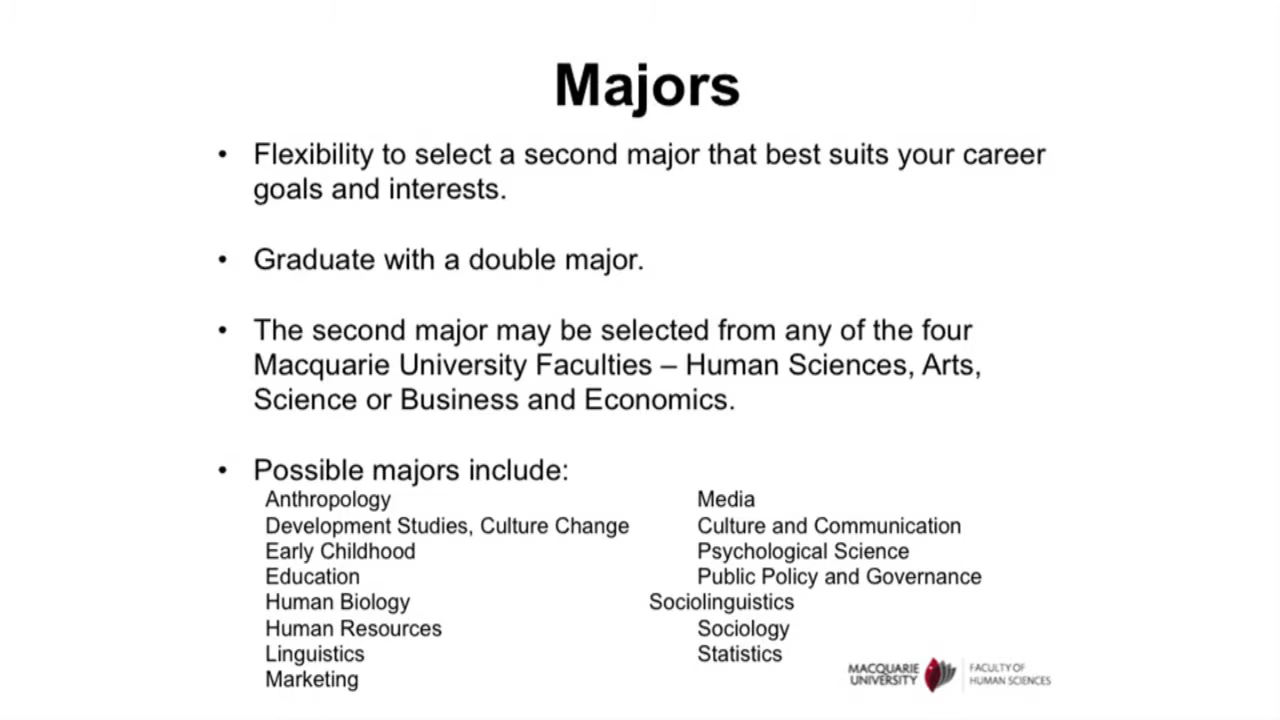 Majors
• Flexibility to select a second major that best suits your career
goals and interests.
• Graduate with a double major.
• The second major may be selected from any of the four
Macquarie University Faculties – Human Sciences, Arts,
Science or Business and Economics.
• Possible majors include:
Anthropology Media
Development Studies, Culture Change Culture and Communication
Early Childhood Psychological Science
Education Public Policy and Governance
Human Biology Sociolinguistics
Human Resources Sociology
Linguistics Statistics
Marketing
MACQUARIE
UNIVERSITY
FACULTY OF
HUMAN SCIENCES